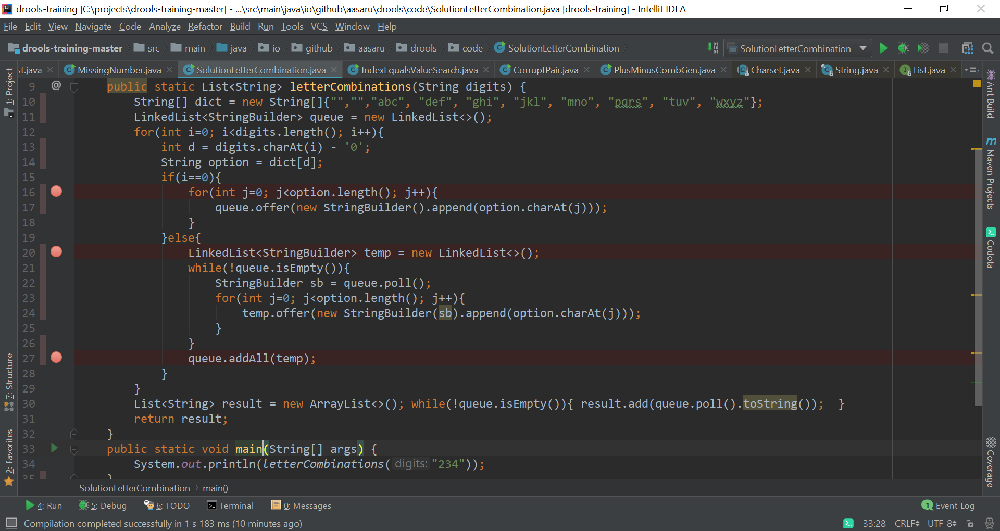 drools-training [C:\projects\drools-training-master] - ...\src\main\java\io\github\aasaru\drools\code\SolutionLetterCombination.java [drools-training] - IntelliJ IDEA
File Edit View Navigate Code Analyze Refactor Build Run Tools VCS Window Help
drools-training-master src main java io github aasaru drools code SolutionLetterCombination SolutionLetterCombination
st.java MissingNumber.java SolutionLetterCombination.java IndexEqualsValueSearch.java CorruptPair.java PlusMinusCombGen.java Charset.java String.java List.java
1: Project
7: Structure
2: Favorites
9 @ public static List<String> letterCombinations(String digits) {
10 String[] dict = new String[]{"","","abc", "def", "ghi", "jkl", "mno", "pqrs", "tuv", "wxyz"};
11 LinkedList<StringBuilder> queue = new LinkedList<>();
12 for(int i=0; i<digits.length(); i++){
13 int d = digits.charAt(i) - '0';
14 String option = dict[d];
15 if(i==0){
16 for(int j=0; j<option.length(); j++){
17 queue.offer(new StringBuilder().append(option.charAt(j)));
18 }
19 }else{
20 LinkedList<StringBuilder> temp = new LinkedList<>();
21 while(!queue.isEmpty()){
22 StringBuilder sb = queue.poll();
23 for(int j=0; j<option.length(); j++){
24 temp.offer(new StringBuilder(sb).append(option.charAt(j)));
25 }
26 }
27 queue.addAll(temp);
28 }
29 }
30 List<String> result = new ArrayList<>(); while(!queue.isEmpty()){ result.add(queue.poll().toString()); }
31 return result;
32 }
33 public static void main(String[] args) {
34 System.out.println(letterCombinations( digits: "234"));
35 }
Ant Build
Maven Projects
Codota
Coverage
SolutionLetterCombination main()
4: Run 5: Debug 6: TODO Terminal 0: Messages 1 Event Log
Compilation completed successfully in 1 s 183 ms (10 minutes ago) 33:28 CRLF UTF-8